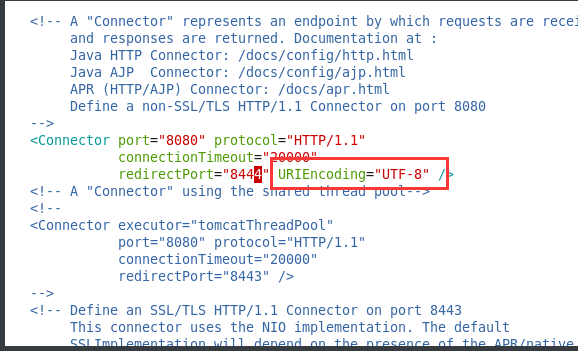 <!-- A "Connector" represents an endpoint by which requests are recei
and responses are returned. Documentation at :
Java HTTP Connector: /docs/config/http.html
Java AJP  Connector: /docs/config/ajp.html
APR (HTTP/AJP) Connector: /docs/apr.html
Define a non-SSL/TLS HTTP/1.1 Connector on port 8080
-->
<Connector port="8080" protocol="HTTP/1.1"
connectionTimeout="20000"
redirectPort="8444" URIEncoding="UTF-8" />
<!-- A "Connector" using the shared thread pool-->
<!--
<Connector executor="tomcatThreadPool"
port="8080" protocol="HTTP/1.1"
connectionTimeout="20000"
redirectPort="8443" />
-->
<!-- Define an SSL/TLS HTTP/1.1 Connector on port 8443
This connector uses the NIO implementation. The default
SSLImplementation will depend on the presence of the APR/native